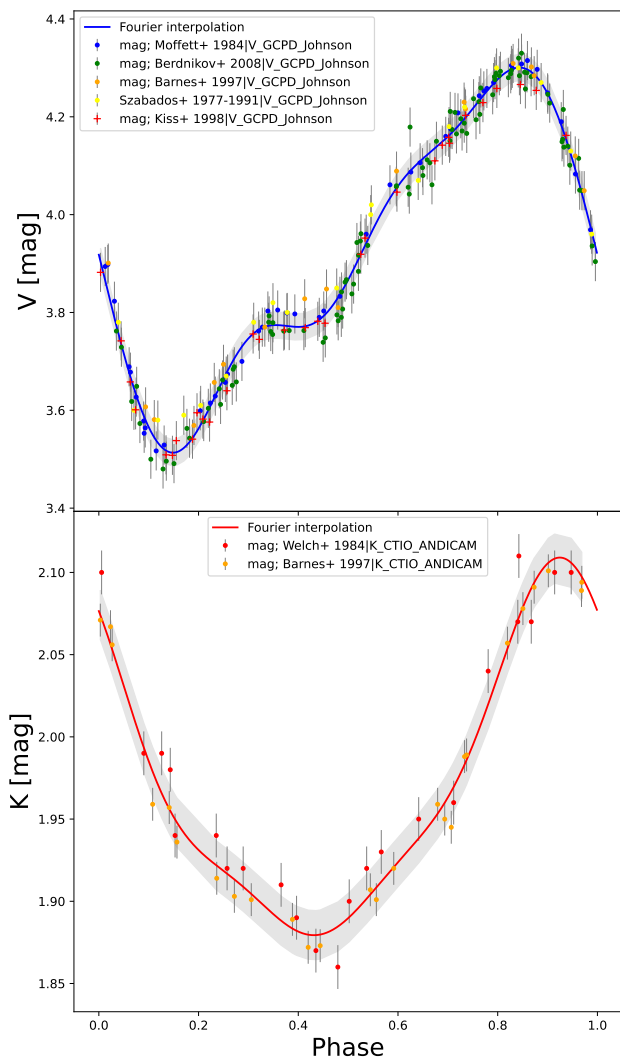 4.4
Fourier interpolation
mag; Moffett+ 1984|V_GCPD_Johnson
mag; Berdnikov+ 2008|V_GCPD_Johnson
mag; Barnes+ 1997|V_GCPD_Johnson
mag; Szabados+ 1977-1991|V_GCPD_Johnson
mag; Kiss+ 1998|V_GCPD_Johnson
4.2
4.0
V [mag]
3.8
3.6
3.4
Fourier interpolation
mag; Welch+ 1984|K_CTIO_ANDICAM
mag; Barnes+ 1997|K_CTIO_ANDICAM
2.10
2.05
2.00
K [mag]
1.95
1.90
1.85
0.0 0.2 0.4 0.6 0.8 1.0
Phase